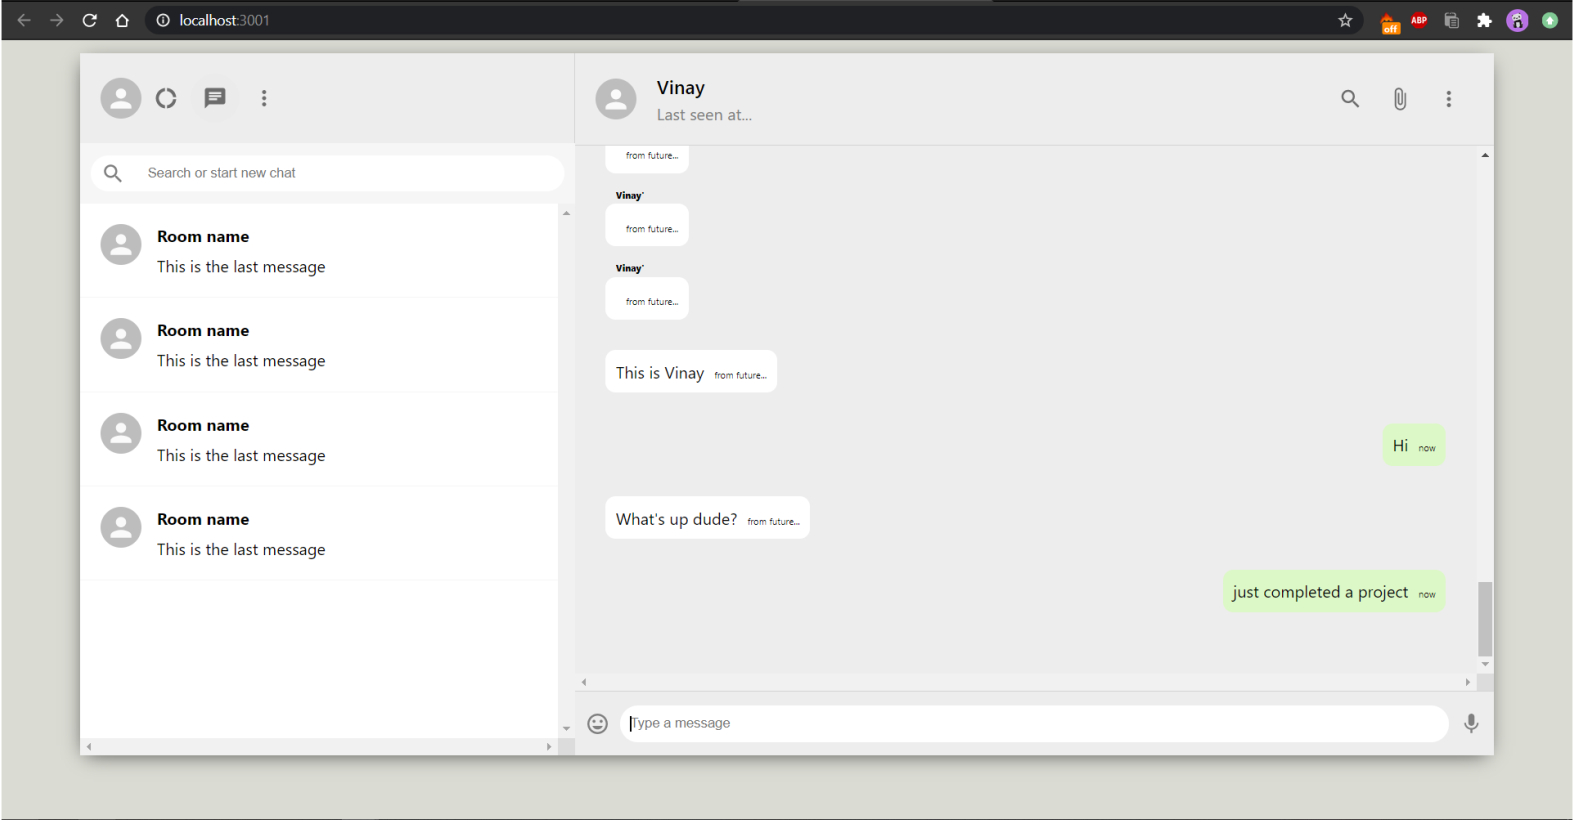 localhost:3001
off
ABP
Vinay
Last seen at...
Search or start new chat
Room name
This is the last message
Room name
This is the last message
Room name
This is the last message
Room name
This is the last message
from future...
Vinay`
from future...
Vinay`
from future...
This is Vinay from future...
Hi now
What's up dude? from future...
just completed a project now
Type a message